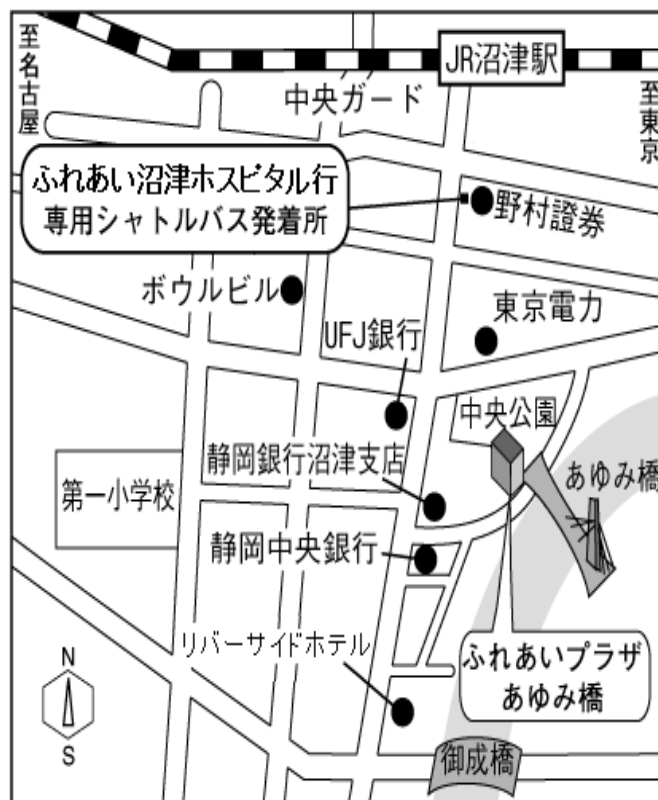 至名古屋
JR沼津駅
至東京
中央ガード
ふれあい沼津ホスピタル行
専用シャトルバス発着所
野村證券
ボウルビル
東京電力
UFJ銀行
中央公園
静岡銀行沼津支店
あゆみ橋
第一小学校
静岡中央銀行
リバーサイドホテル
ふれあいプラザ
あゆみ橋
N
S
御成橋